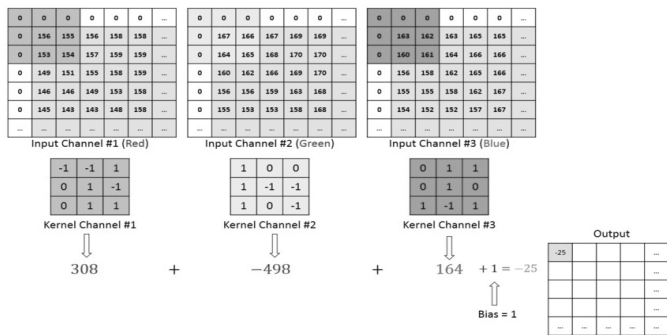 0 0 0 0 0 0 ...
0 156 155 156 158 158 ...
0 153 154 157 159 159 ...
0 149 151 155 158 159 ...
0 146 146 149 153 158 ...
0 145 143 143 148 158 ...
... ... ... ... ... ... ...
Input Channel #1 (Red)
0 0 0 0 0 0 ...
0 167 166 167 169 169 ...
0 164 165 168 170 170 ...
0 160 162 166 169 170 ...
0 156 156 159 163 168 ...
0 155 153 153 158 168 ...
... ... ... ... ... ... ...
Input Channel #2 (Green)
0 0 0 0 0 0 ...
0 163 162 163 165 165 ...
0 160 161 164 166 166 ...
0 156 158 162 165 166 ...
0 155 155 158 162 167 ...
0 154 152 152 157 167 ...
... ... ... ... ... ... ...
Input Channel #3 (Blue)
-1 -1 1
0 1 -1
0 1 1
Kernel Channel #1
1 0 0
1 -1 -1
1 0 -1
Kernel Channel #2
0 1 1
0 1 0
1 -1 1
Kernel Channel #3
308 + −498 + 164 + 1 = −25
Bias = 1
Output
-25 ...
...
...
...
... ... ... ... ...